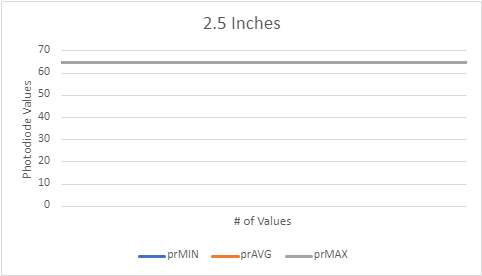 2.5 Inches
Photodiode Values
70
60
50
40
30
20
10
0
# of Values
prMIN prAVG prMAX